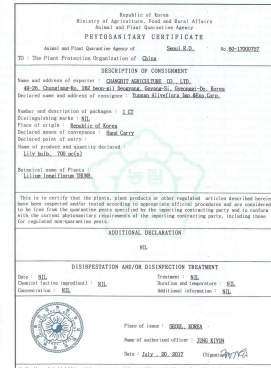 Republic of Korea
Ministry of Agriculture, Food and Rural Affairs
Animal and Plant Quarantine Agency
PHYTOSANITARY CERTIFICATE
Animal and Plant Quarantine Agency of Seoul R.O. No. 60-17000757
TO : The Plant Protection Organization of China
DESCRIPTION OF CONSIGNMENT
Name and address of exporter : CHANGHIT AGRICULTURE CO., LTD.
Declared name and address of consignee : Yunnan Aliveflora Imp.&Exp.Corp.
Number and description of packages : 1 CT
Distinguishing marks : NIL
Place of origin : Republic of Korea
Declared means of conveyance : Hand Carry
Declared point of entry :
Name of produce and quantity declared :
Lily bulb, 700 pc(s)
Botanical name of Plants :
Lilium longiflorum THUNB.
This is to certify that the plants, plant products or other regulated articles described herein
have been inspected and/or tested according to appropriate official procedures and are considered
to be free from the quarantine pests specified by the importing contracting party and to conform
with the current phytosanitary requirements of the importing contracting party, including those
for regulated non-quarantine pests.
ADDITIONAL DECLARATION
NIL
DISINFESTATION AND/OR DISINFECTION TREATMENT
Date : NIL Treatment : NIL
Chemical (active ingredient) : NIL Duration and temperature : NIL
Concentration : NIL Additional information : NIL
Place of issue : SEOUL, KOREA
Name of authorized officer : JUNG KIYUN
Date : July . 20. 2017 (Signature)